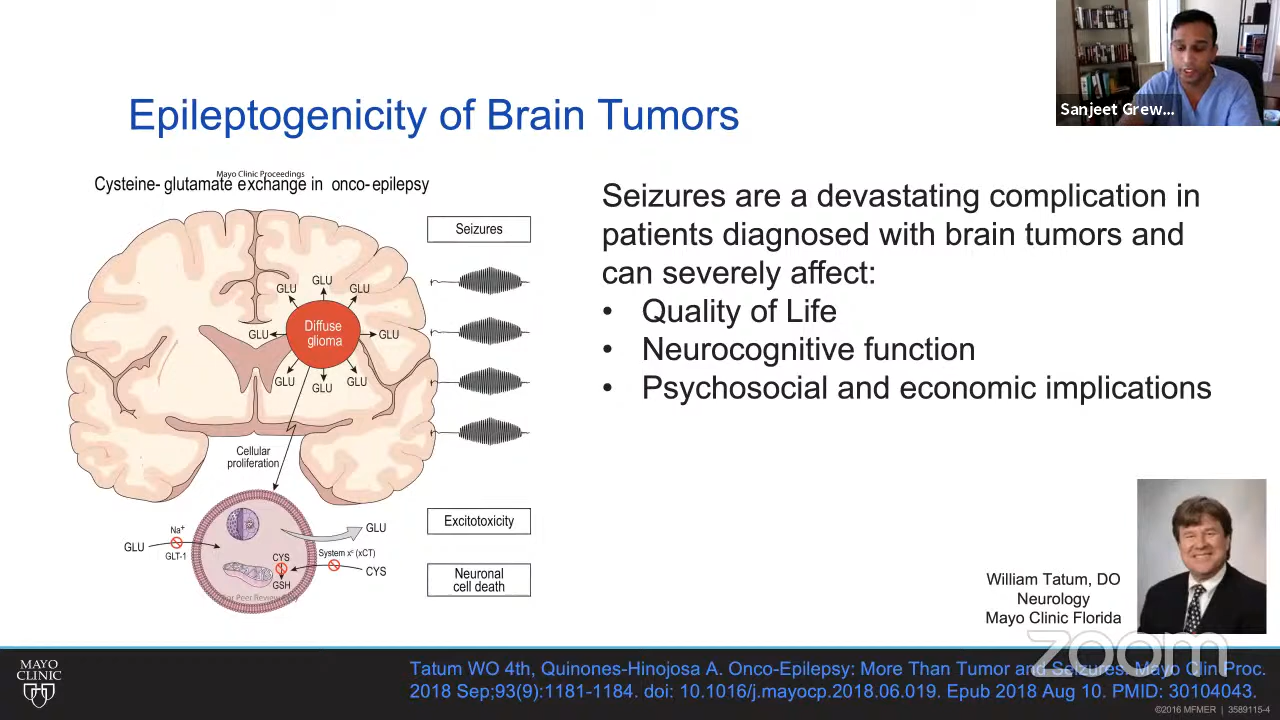 Sanjeet Grew...
Epileptogenicity of Brain Tumors
Mayo Clinic Proceedings
Cysteine- glutamate exchange in onco-epilepsy
Seizures
GLU
GLU
GLU
GLU
Diffuse
glioma
GLU
GLU
GLU
GLU
Cellular
proliferation
Excitotoxicity
Na+
GLU
GLT-1
GLU
System xc (xCT)
CYS
CYS
GSH
For Peer Review Only
Neuronal
cell death
Seizures are a devastating complication in
patients diagnosed with brain tumors and
can severely affect:
• Quality of Life
• Neurocognitive function
• Psychosocial and economic implications
William Tatum, DO
Neurology
Mayo Clinic Florida
zoom
MAYO
CLINIC
Tatum WO 4th, Quinones-Hinojosa A. Onco-Epilepsy: More Than Tumor and Seizures. Mayo Clin Proc.
2018 Sep;93(9):1181-1184. doi: 10.1016/j.mayocp.2018.06.019. Epub 2018 Aug 10. PMID: 30104043.
©2016 MFMER | 3589115-4